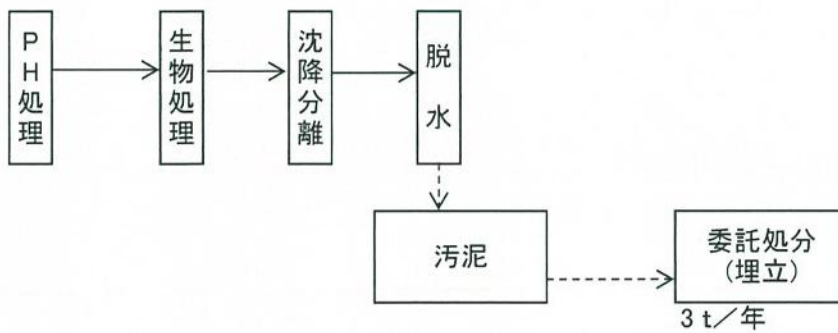 PH処理
生物処理
沈降分離
脱水
汚泥
委託処分
(埋立)
3t/年